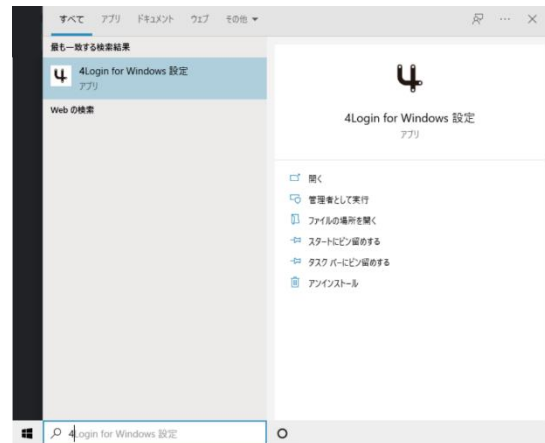 すべて アプリ ドキュメント ウェブ その他
最も一致する検索結果
4Login for Windows 設定
アプリ
Web の検索
4Login for Windows 設定
アプリ
開く
管理者として実行
ファイルの場所を開く
スタートにピン留めする
タスク バーにピン留めする
アンインストール
4Login for Windows 設定